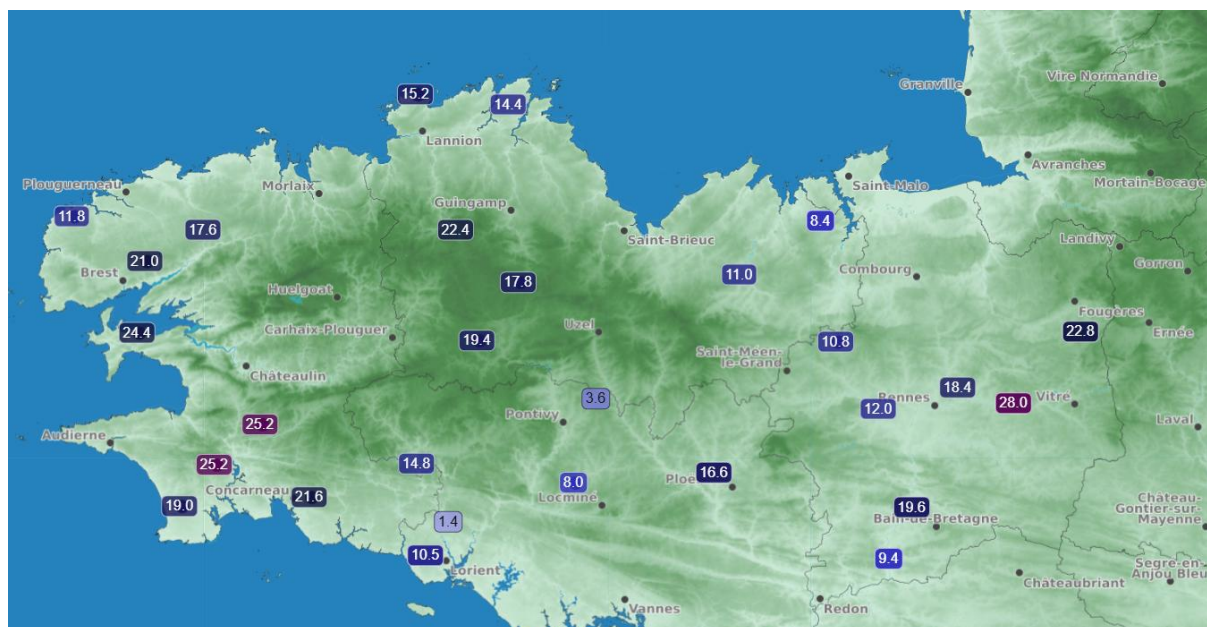 15.2
14.4
Granville
Vire Normandie
Lannion
Avranches
Plouguerneau
Morlaix
Saint-Malo
Mortain-Bocage
11.8
17.6
Guingamp
22.4
Saint-Brieuc
8.4
Landivy
21.0
Brest
Huelgoat
17.8
11.0
Combourg
Gorron
24.4
Carhaix-Plouguer
19.4
Uzel
Fougères
22.8
Ernée
Châteaulin
Saint-Méen-
le-Grand
10.8
3.6
Rennes
18.4
28.0
Vitré
12.0
Pontivy
Laval
25.2
Audierne
25.2
14.8
8.0
Ploe
16.6
Concarneau
21.6
19.0
Locminé
1.4
19.6
Bain-de-Bretagne
Château-
Gontier-sur-
Mayenne
10.5
Lorient
9.4
Châteaubriant
Segré-en-
Anjou Bleu
Vannes
Redon